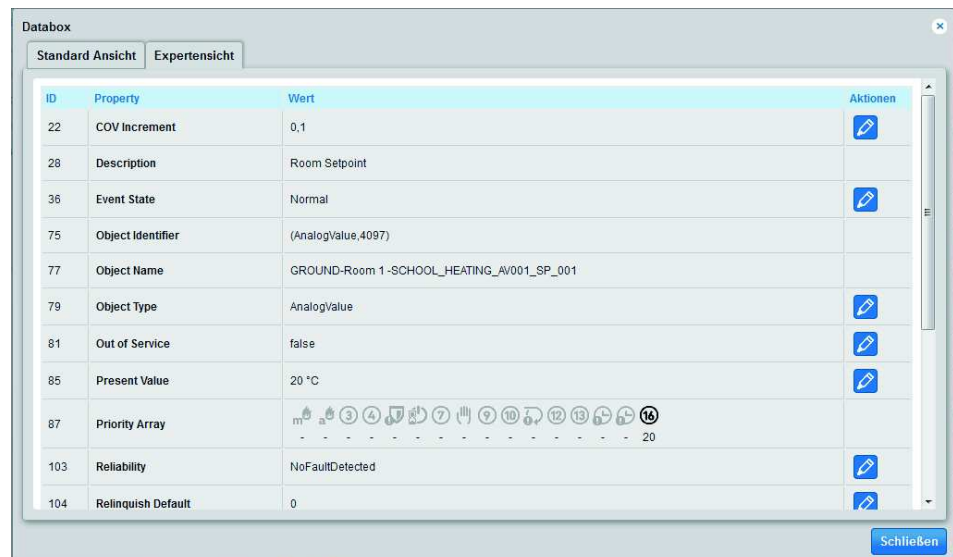 Databox
Standard Ansicht Expertensicht
ID Property Wert Aktionen
22 COV Increment 0,1
28 Description Room Setpoint
36 Event State Normal
75 Object Identifier (AnalogValue,4097)
77 Object Name GROUND-Room 1 -SCHOOL_HEATING_AV001_SP_001
79 Object Type AnalogValue
81 Out of Service false
85 Present Value 20 °C
87 Priority Array m a 3 4 7 9 10 12 13 16
- - - - - - - - - - - - - - - 20
103 Reliability NoFaultDetected
104 Relinquish Default 0
Schließen